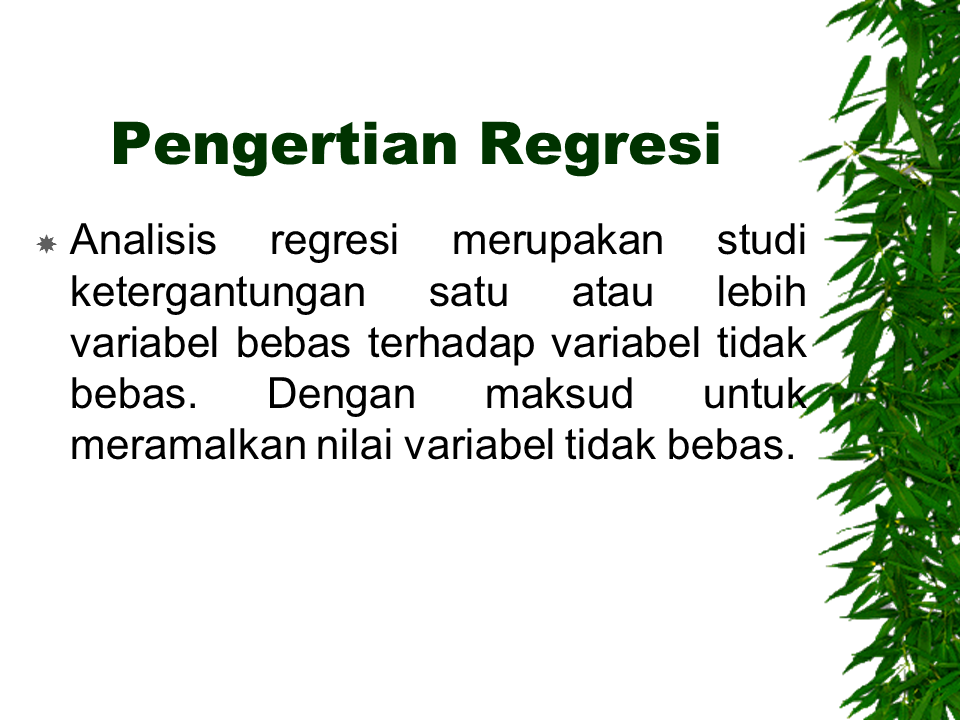 Pengertian Regresi
Analisis regresi merupakan studi
ketergantungan satu atau lebih
variabel bebas terhadap variabel tidak
bebas. Dengan maksud untuk
meramalkan nilai variabel tidak bebas.